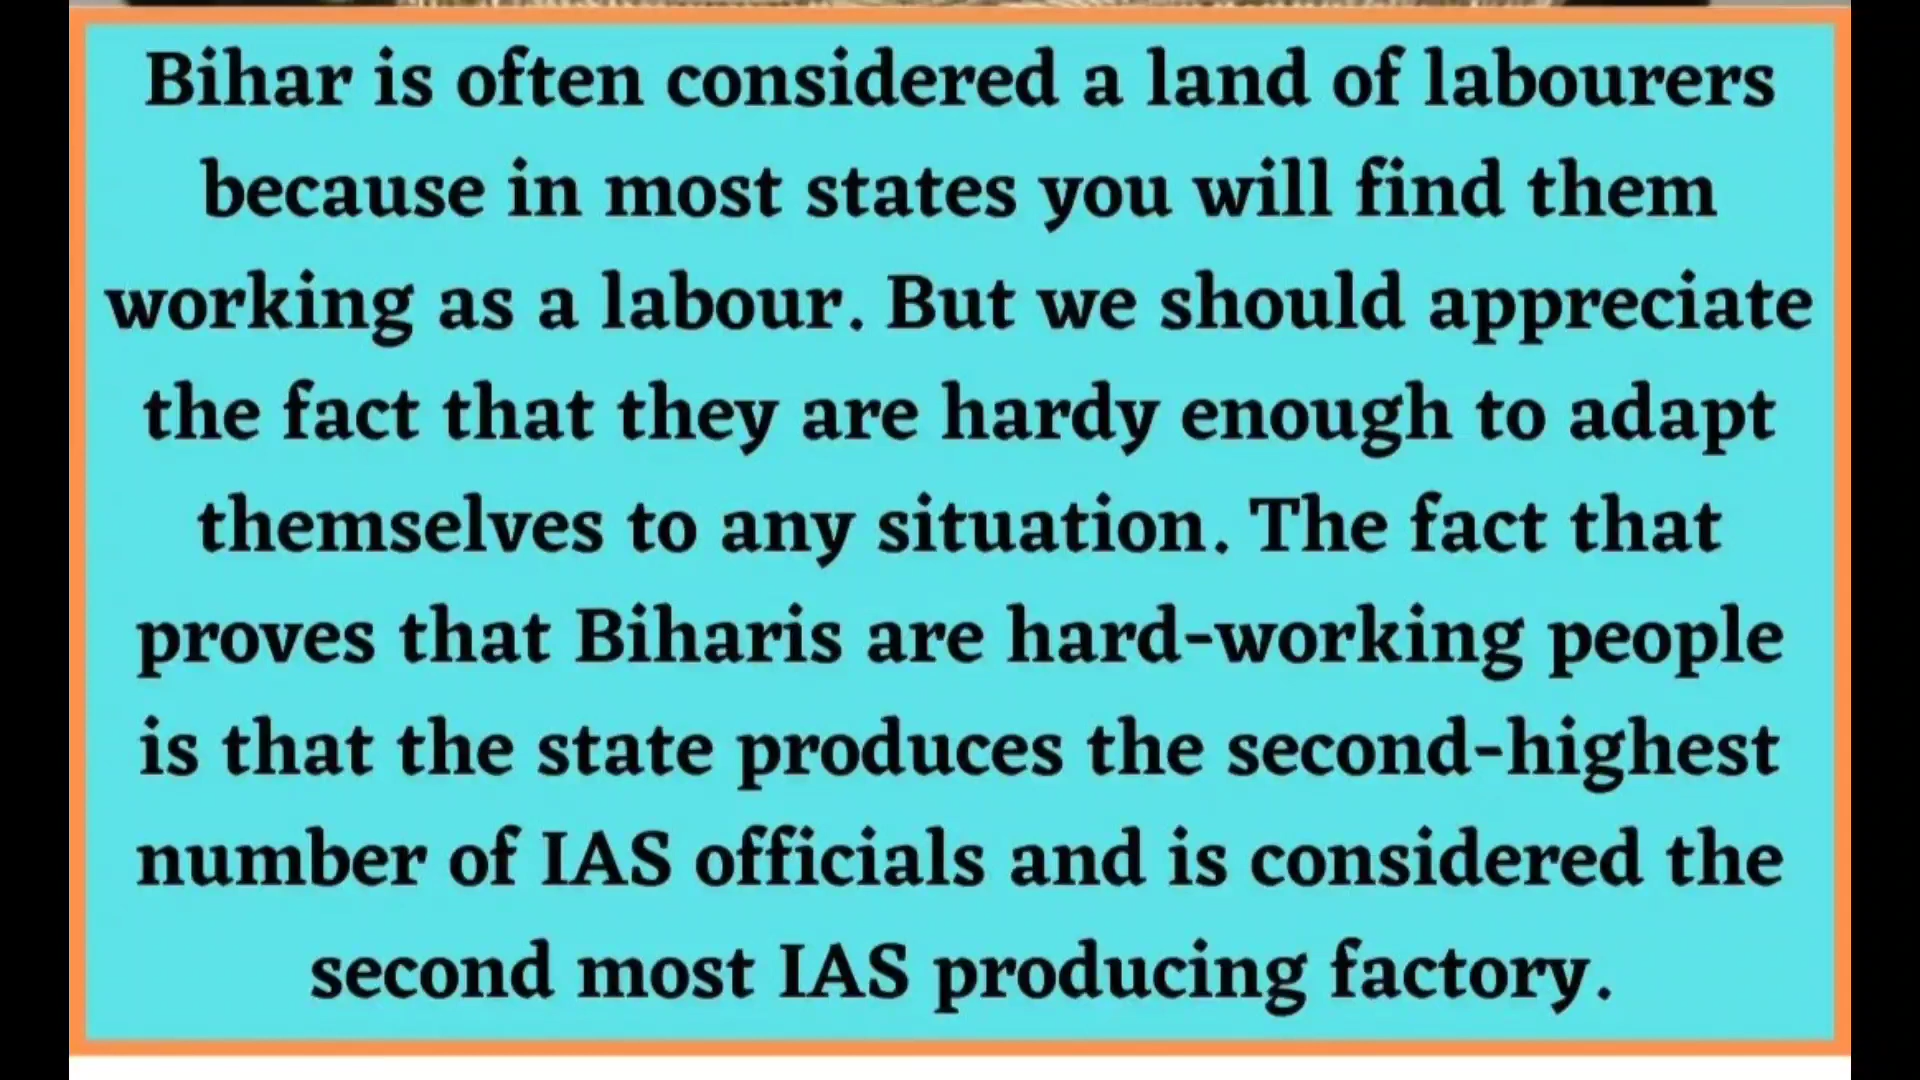 Bihar is often considered a land of labourers
because in most states you will find them
working as a labour. But we should appreciate
the fact that they are hardy enough to adapt
themselves to any situation. The fact that
proves that Biharis are hard-working people
is that the state produces the second-highest
number of IAS officials and is considered the
second most IAS producing factory.